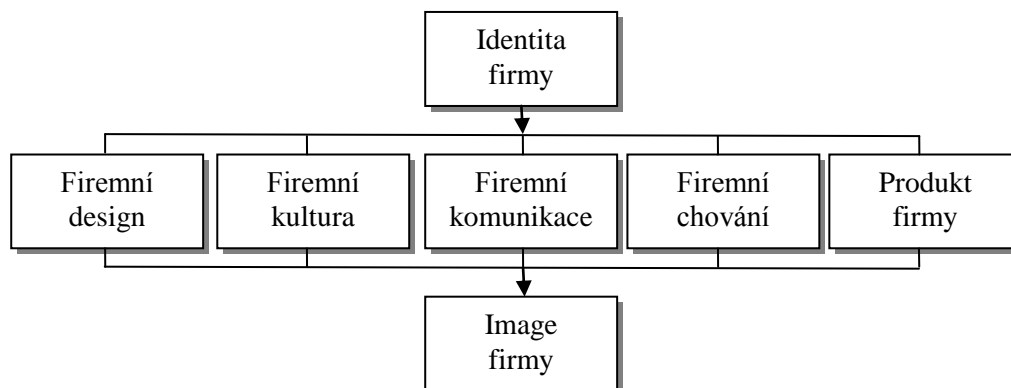 Identita
firmy
Firemní
design
Firemní
kultura
Firemní
komunikace
Firemní
chování
Produkt
firmy
Image
firmy